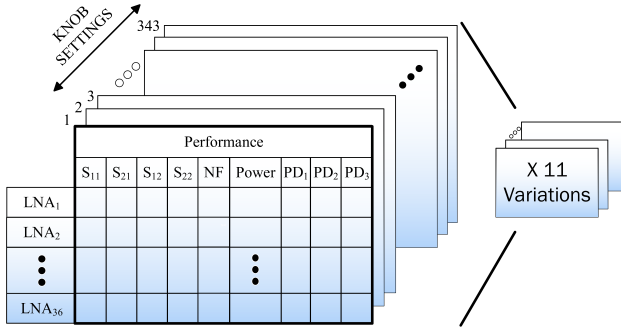 KNOB
SETTINGS
343
3
2
1
Performance
S₁₁ S₂₁ S₁₂ S₂₂ NF Power PD₁ PD₂ PD₃
LNA₁
LNA₂
LNA₃₆
X 11
Variations